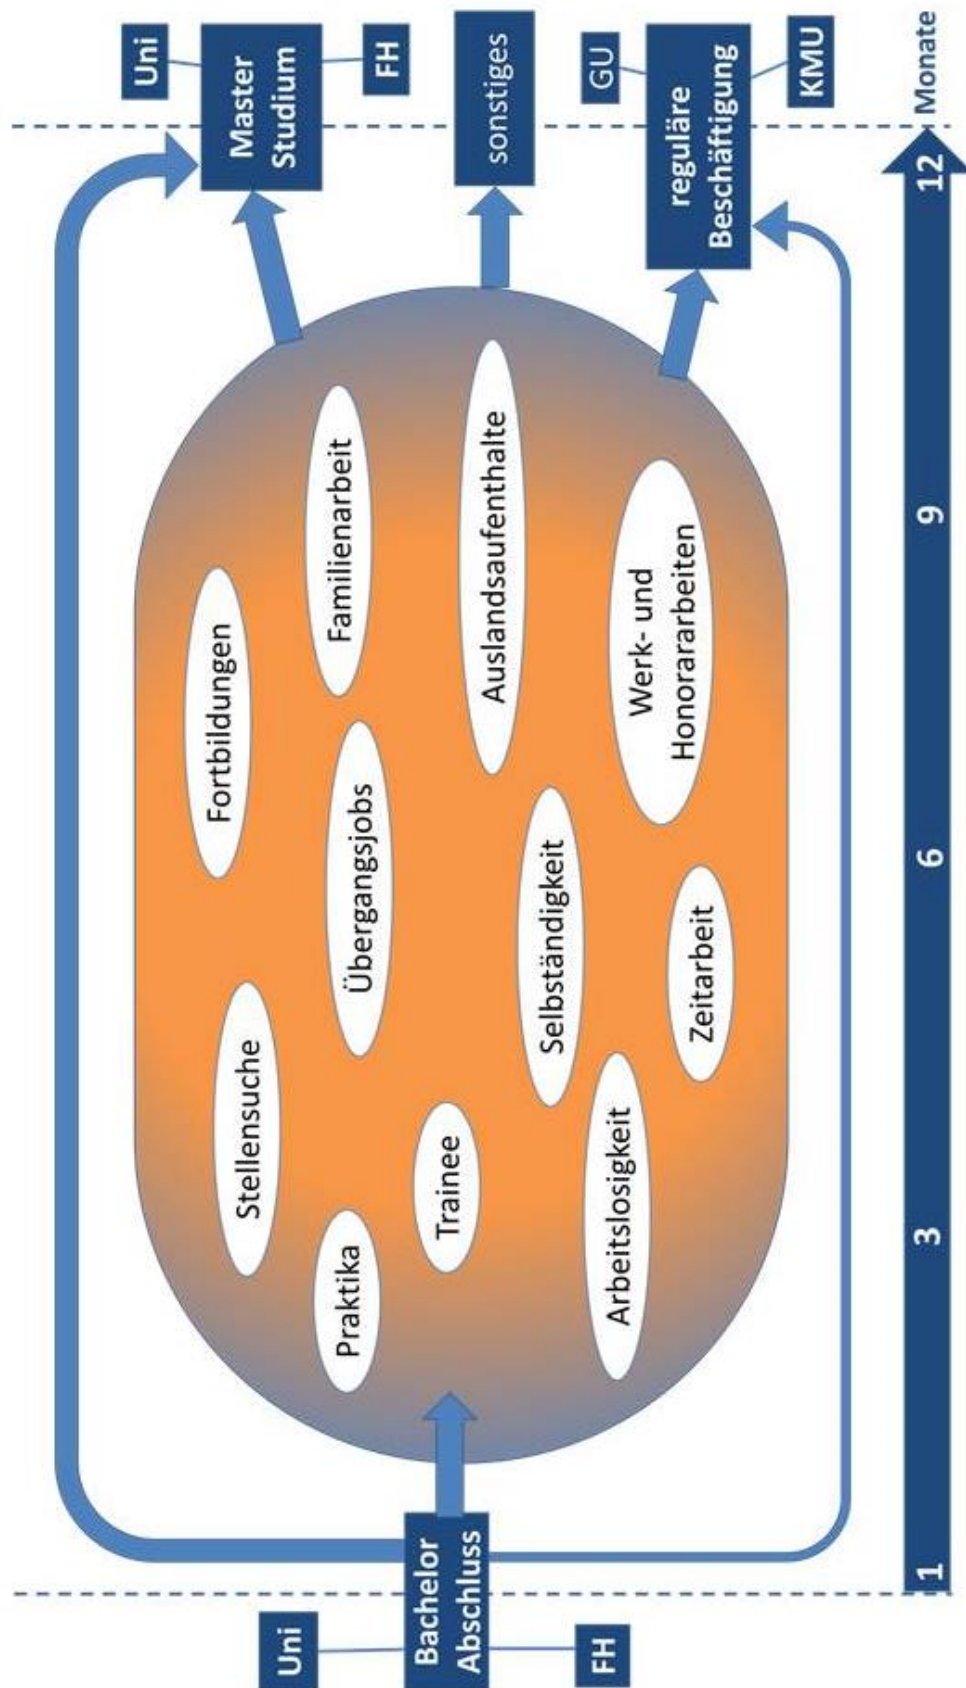 Uni
Bachelor
Abschluss
FH
Stellensuche
Praktika
Trainee
Arbeitslosigkeit
Fortbildungen
Übergangsjobs
Selbständigkeit
Zeitarbeit
Familienarbeit
Auslandsaufenthalte
Werk- und
Honorararbeiten
Uni
Master
Studium
FH
sonstiges
GU
reguläre
Beschäftigung
KMU
1
3
6
9
12
Monate